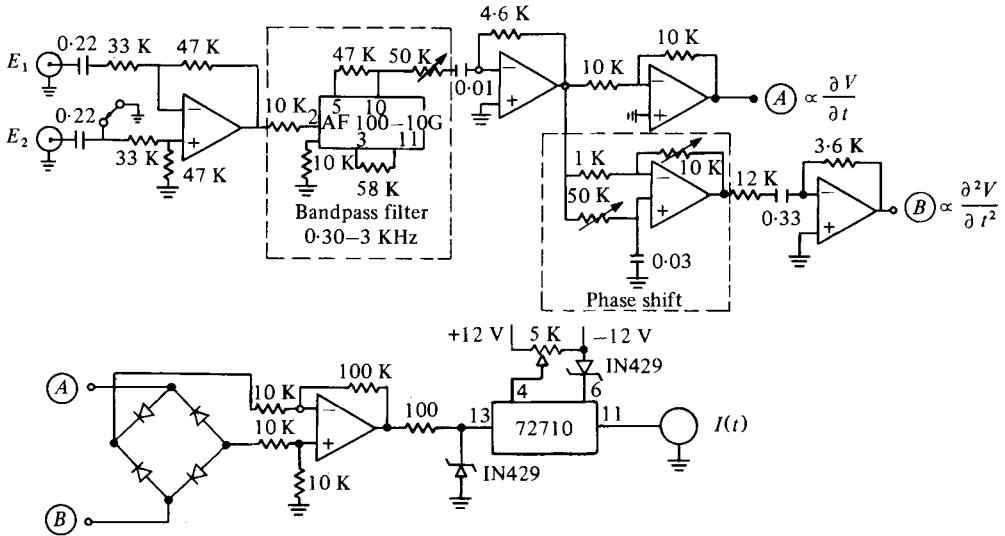 4·6 K
10 K
E1
0·22
33 K
47 K
47 K
50 K
0·01
10 K
A ∝ ∂V/∂t
−
+
−
+
10 K
2
5
10
AF 100–10G
3
11
E2
0·22
−
+
33 K
47 K
10 K
58 K
Bandpass filter
0·30–3 KHz
1 K
10 K
50 K
−
+
0·03
Phase shift
12 K
0·33
3·6 K
−
+
B ∝ ∂²V/∂t²
+12 V
5 K
−12 V
IN429
A
10 K
100 K
4
6
−
+
100
13
72710
11
I(t)
10 K
10 K
IN429
B